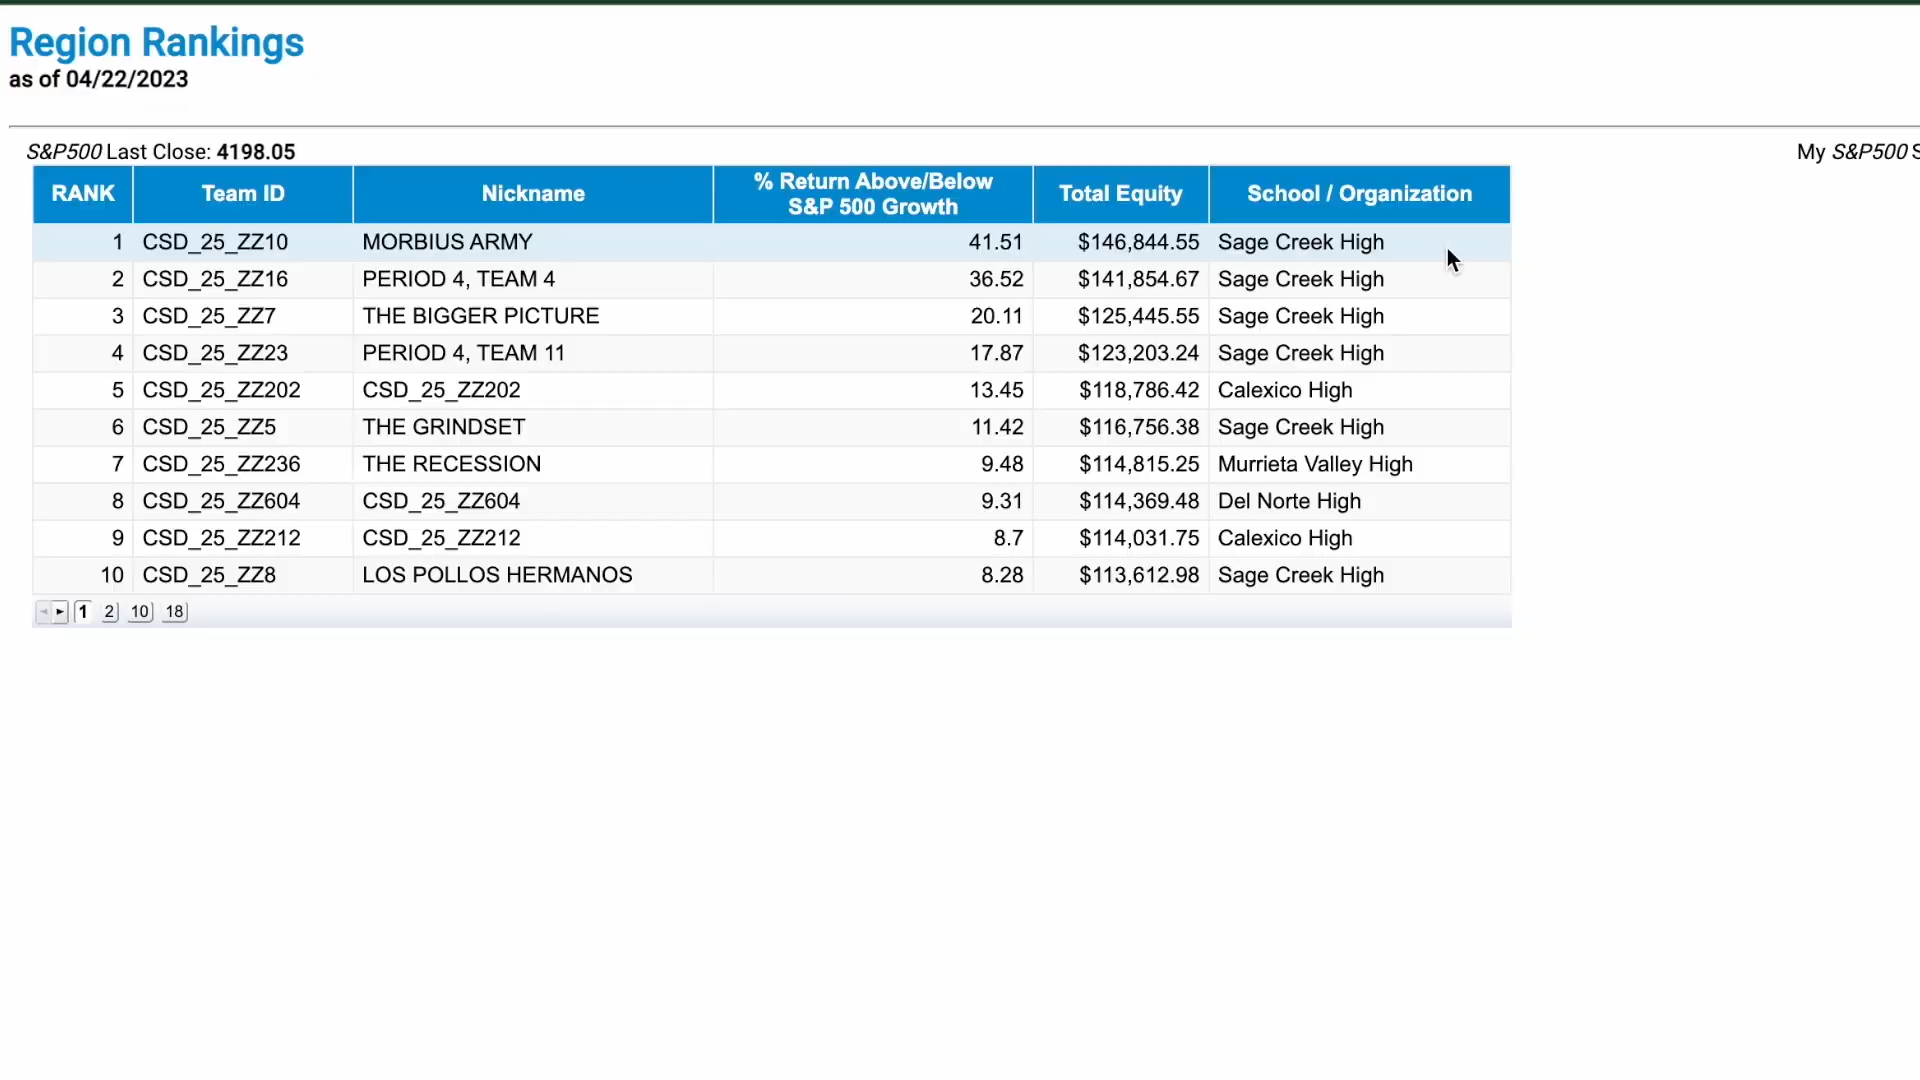 Region Rankings
as of 04/22/2023
S&P500 Last Close: 4198.05
My S&P500 S
RANK Team ID Nickname % Return Above/Below S&P 500 Growth Total Equity School / Organization
1 CSD_25_ZZ10 MORBIUS ARMY 41.51 $146,844.55 Sage Creek High
2 CSD_25_ZZ16 PERIOD 4, TEAM 4 36.52 $141,854.67 Sage Creek High
3 CSD_25_ZZ7 THE BIGGER PICTURE 20.11 $125,445.55 Sage Creek High
4 CSD_25_ZZ23 PERIOD 4, TEAM 11 17.87 $123,203.24 Sage Creek High
5 CSD_25_ZZ202 CSD_25_ZZ202 13.45 $118,786.42 Calexico High
6 CSD_25_ZZ5 THE GRINDSET 11.42 $116,756.38 Sage Creek High
7 CSD_25_ZZ236 THE RECESSION 9.48 $114,815.25 Murrieta Valley High
8 CSD_25_ZZ604 CSD_25_ZZ604 9.31 $114,369.48 Del Norte High
9 CSD_25_ZZ212 CSD_25_ZZ212 8.7 $114,031.75 Calexico High
10 CSD_25_ZZ8 LOS POLLOS HERMANOS 8.28 $113,612.98 Sage Creek High
1 2 10 18